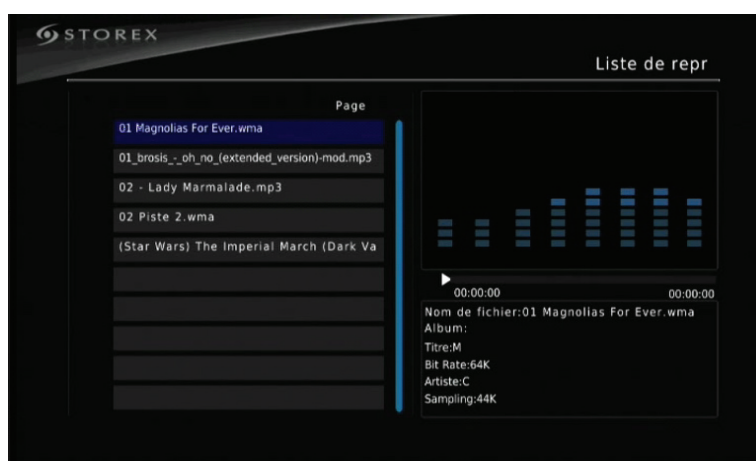 STOREX
Liste de repr
Page
01 Magnolias For Ever.wma
01_brosis_-_oh_no_(extended_version)-mod.mp3
02 - Lady Marmalade.mp3
02 Piste 2.wma
(Star Wars) The Imperial March (Dark Va
00:00:00
00:00:00
Nom de fichier:01 Magnolias For Ever.wma
Album:
Titre:M
Bit Rate:64K
Artiste:C
Sampling:44K